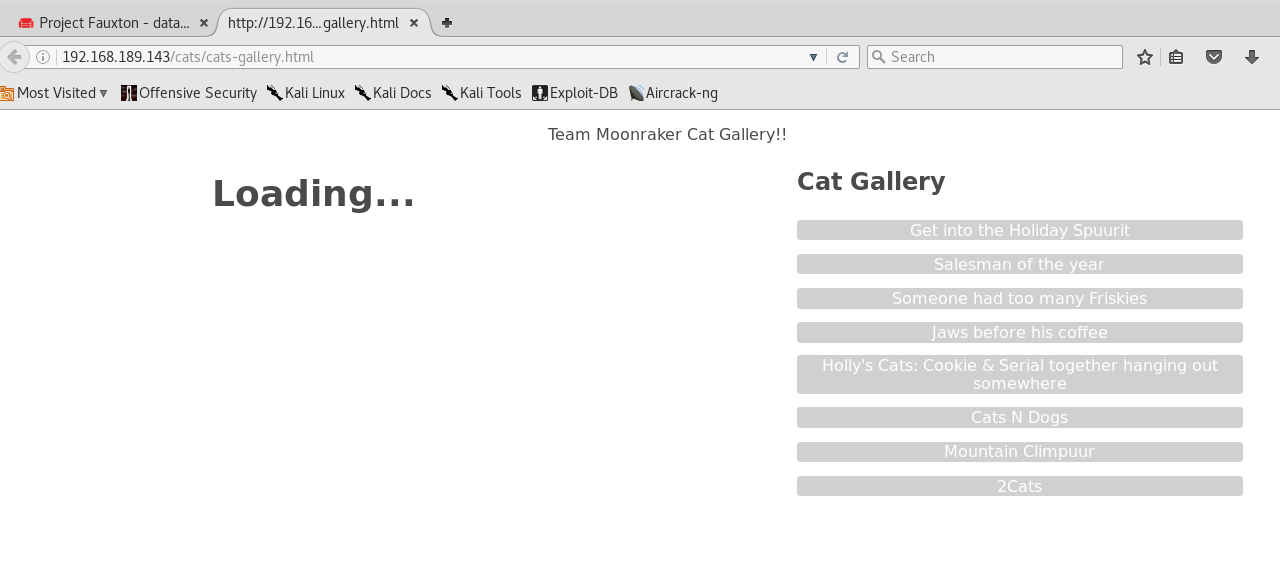 Project Fauxton - data...
http://192.16...gallery.html
192.168.189.143/cats/cats-gallery.html
Search
Most Visited
Offensive Security
Kali Linux
Kali Docs
Kali Tools
Exploit-DB
Aircrack-ng
Team Moonraker Cat Gallery!!
Loading...
Cat Gallery
Get into the Holiday Spuurit
Salesman of the year
Someone had too many Friskies
Jaws before his coffee
Holly's Cats: Cookie & Serial together hanging out
somewhere
Cats N Dogs
Mountain Climpuur
2Cats